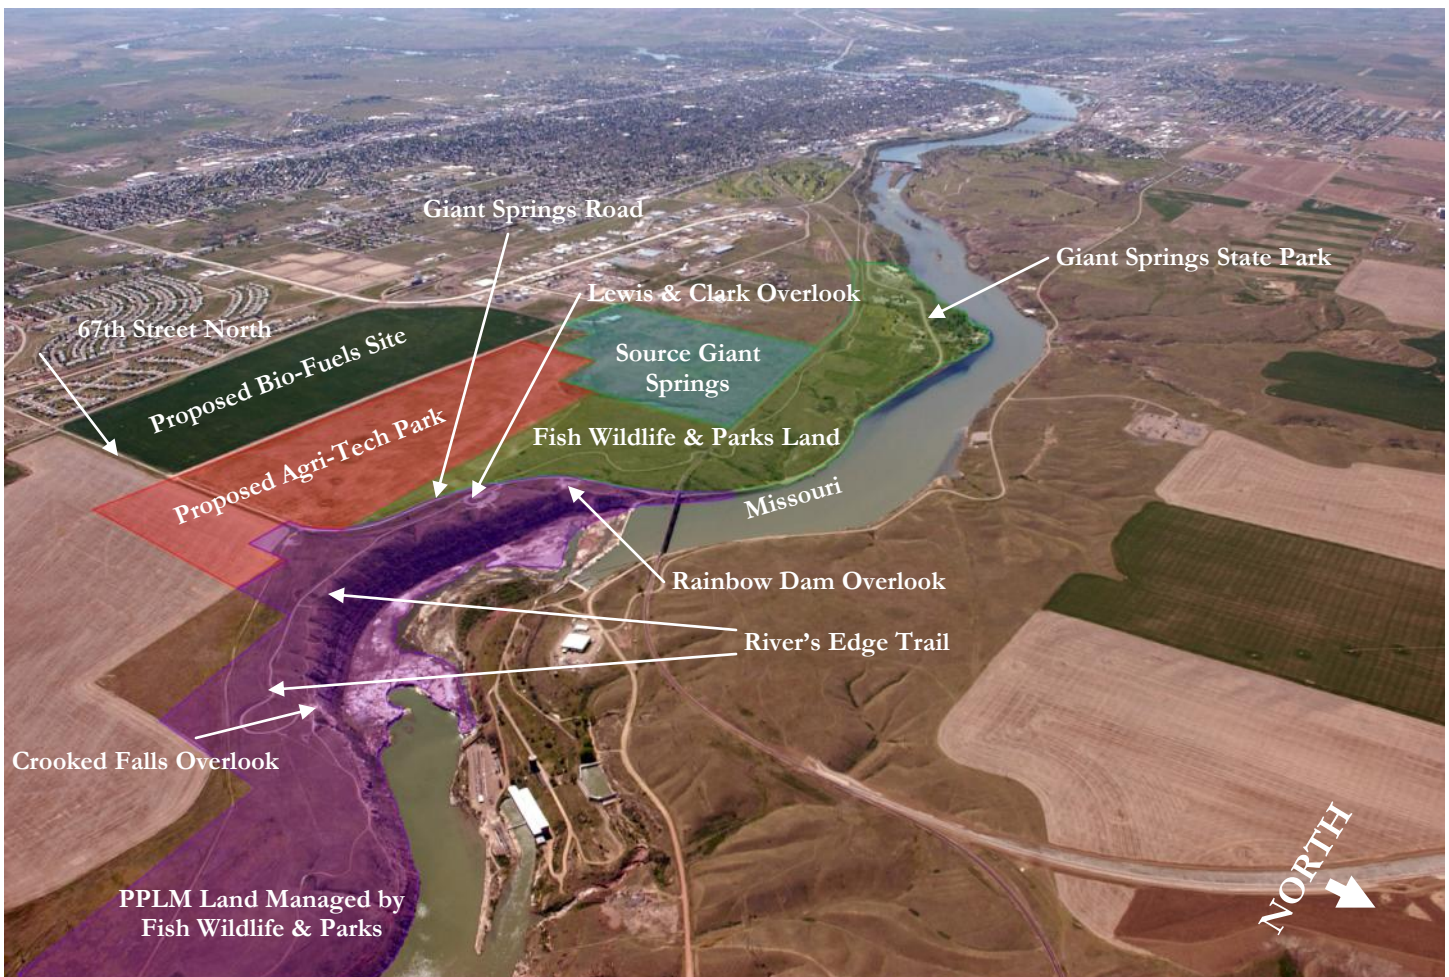 Giant Springs Road
Giant Springs State Park
Lewis & Clark Overlook
67th Street North
Proposed Bio-Fuels Site
Source Giant
Springs
Proposed Agri-Tech Park
Fish Wildlife & Parks Land
Missouri
Rainbow Dam Overlook
River’s Edge Trail
Crooked Falls Overlook
PPLM Land Managed by
Fish Wildlife & Parks
NORTH